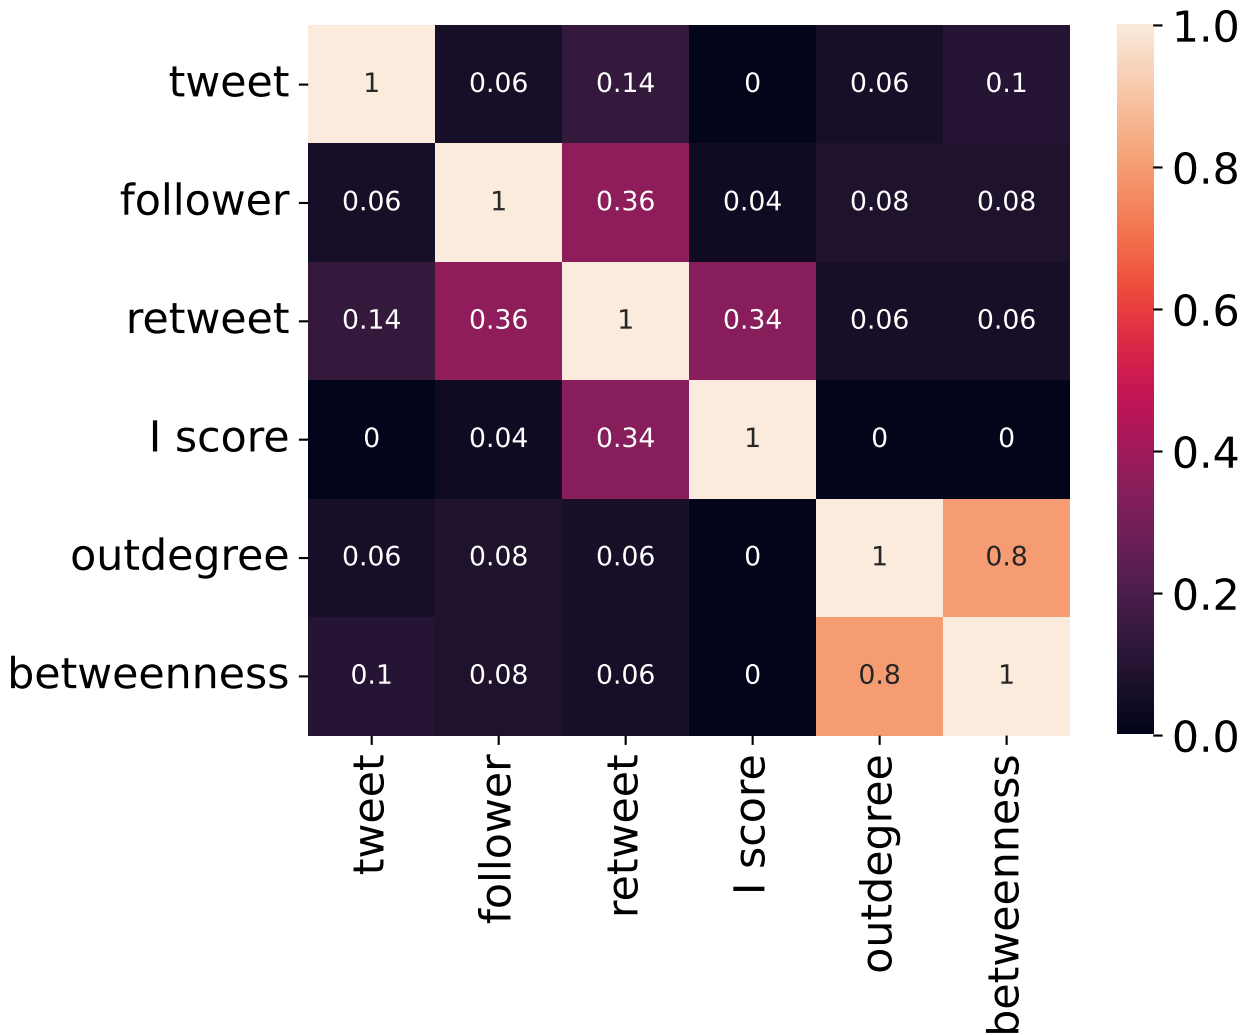 tweet 1 0.06 0.14 0 0.06 0.1
follower 0.06 1 0.36 0.04 0.08 0.08
retweet 0.14 0.36 1 0.34 0.06 0.06
I score 0 0.04 0.34 1 0 0
outdegree 0.06 0.08 0.06 0 1 0.8
betweenness 0.1 0.08 0.06 0 0.8 1
tweet
follower
retweet
I score
outdegree
betweenness
1.0
0.8
0.6
0.4
0.2
0.0